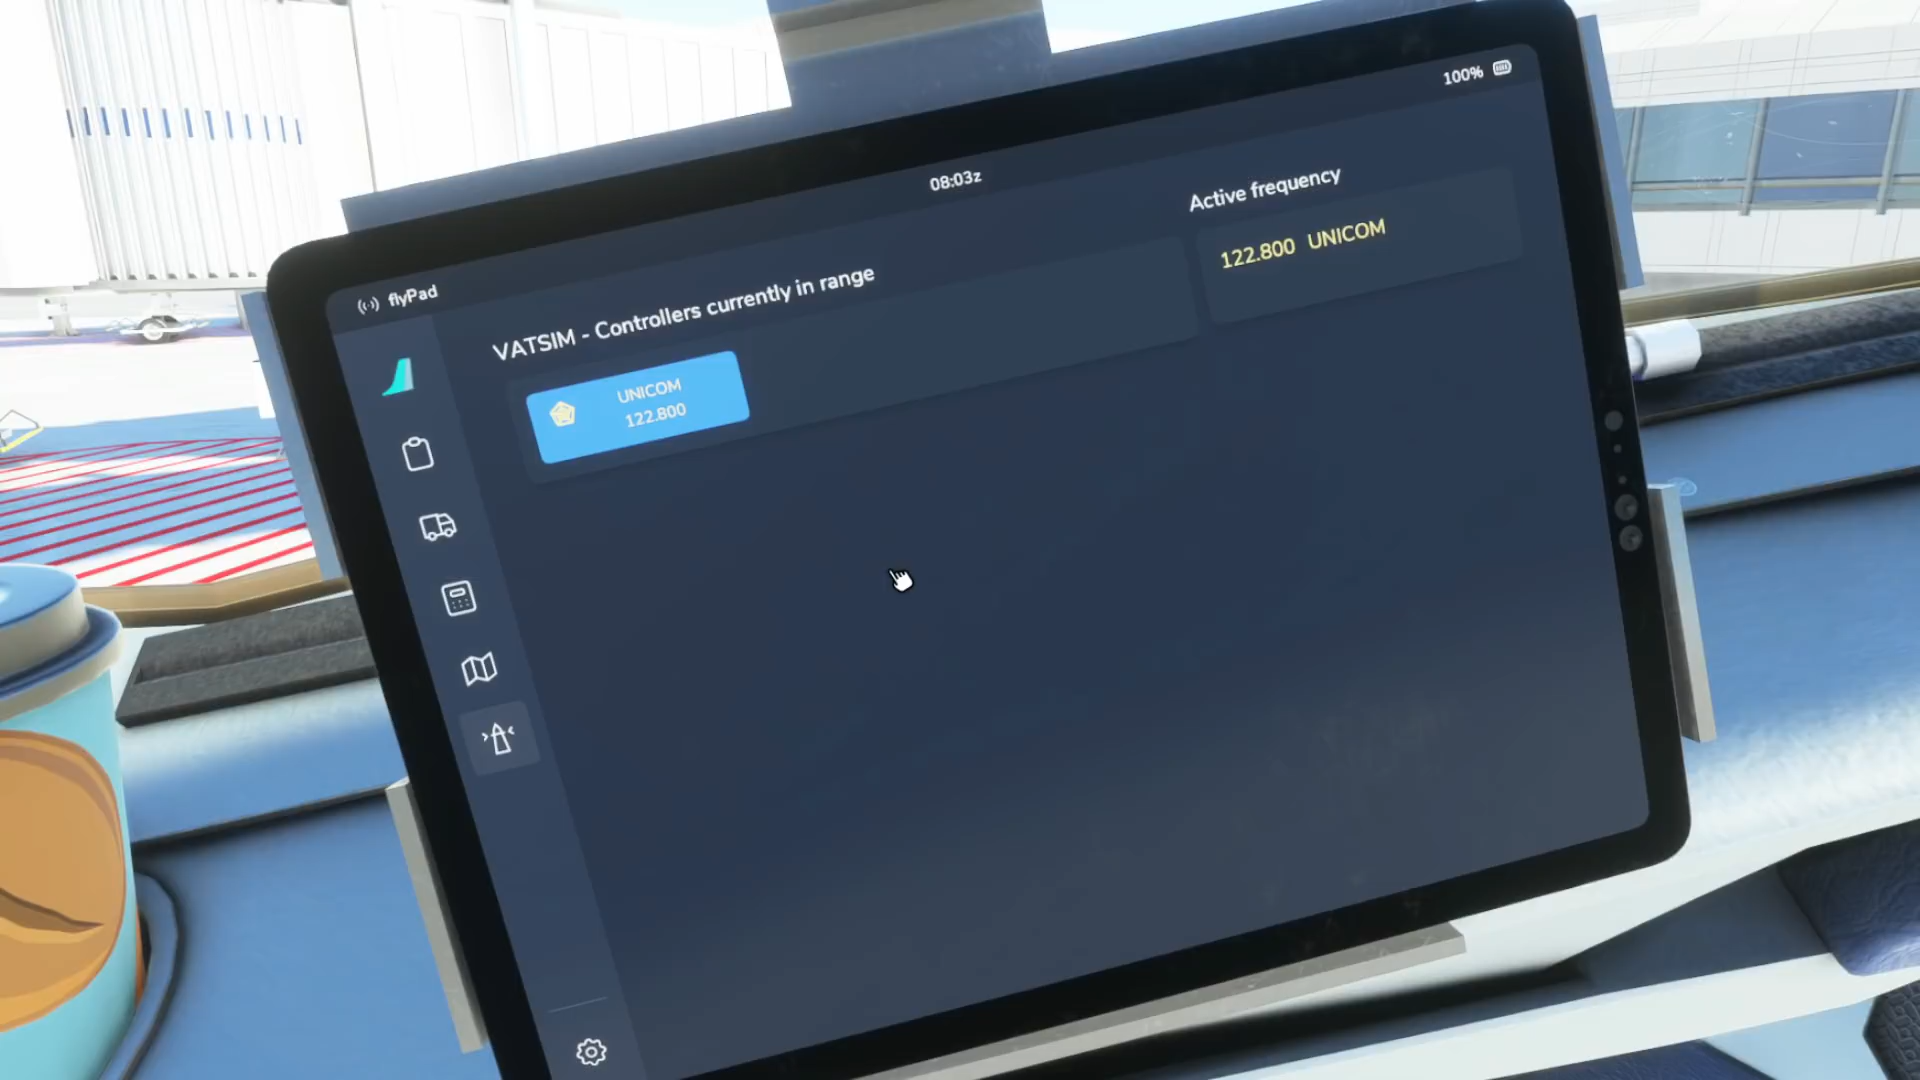 100%
08:03z
flyPad
Active frequency
122.800 UNICOM
VATSIM - Controllers currently in range
UNICOM
122.800